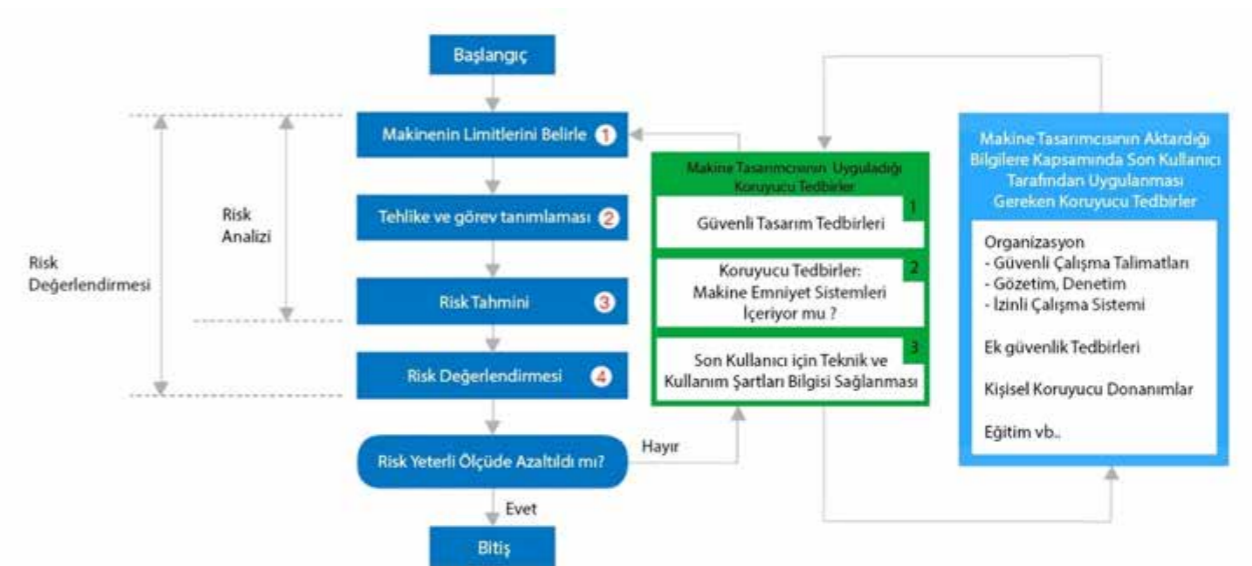 Başlangıç
Makinenin Limitlerini Belirle 1
Tehlike ve görev tanımlaması 2
Risk Tahmini 3
Risk Değerlendirmesi 4
Risk Yeterli Ölçüde Azaltıldı mı?
Evet
Bitiş
Hayır
Risk
Analizi
Risk
Değerlendirmesi
Makine Tasarımcısının Uyguladığı
Koruyucu Tedbirler
1
Güvenli Tasarım Tedbirleri
2
Koruyucu Tedbirler:
Makine Emniyet Sistemleri
İçeriyor mu ?
3
Son Kullanıcı için Teknik ve
Kullanım Şartları Bilgisi Sağlanması
Makine Tasarımcısının Aktardığı
Bilgilere Kapsamında Son Kullanıcı
Tarafından Uygulanması
Gereken Koruyucu Tedbirler
Organizasyon
- Güvenli Çalışma Talimatları
- Gözetim, Denetim
- İzinli Çalışma Sistemi
Ek güvenlik Tedbirleri
Kişisel Koruyucu Donanımlar
Eğitim vb..